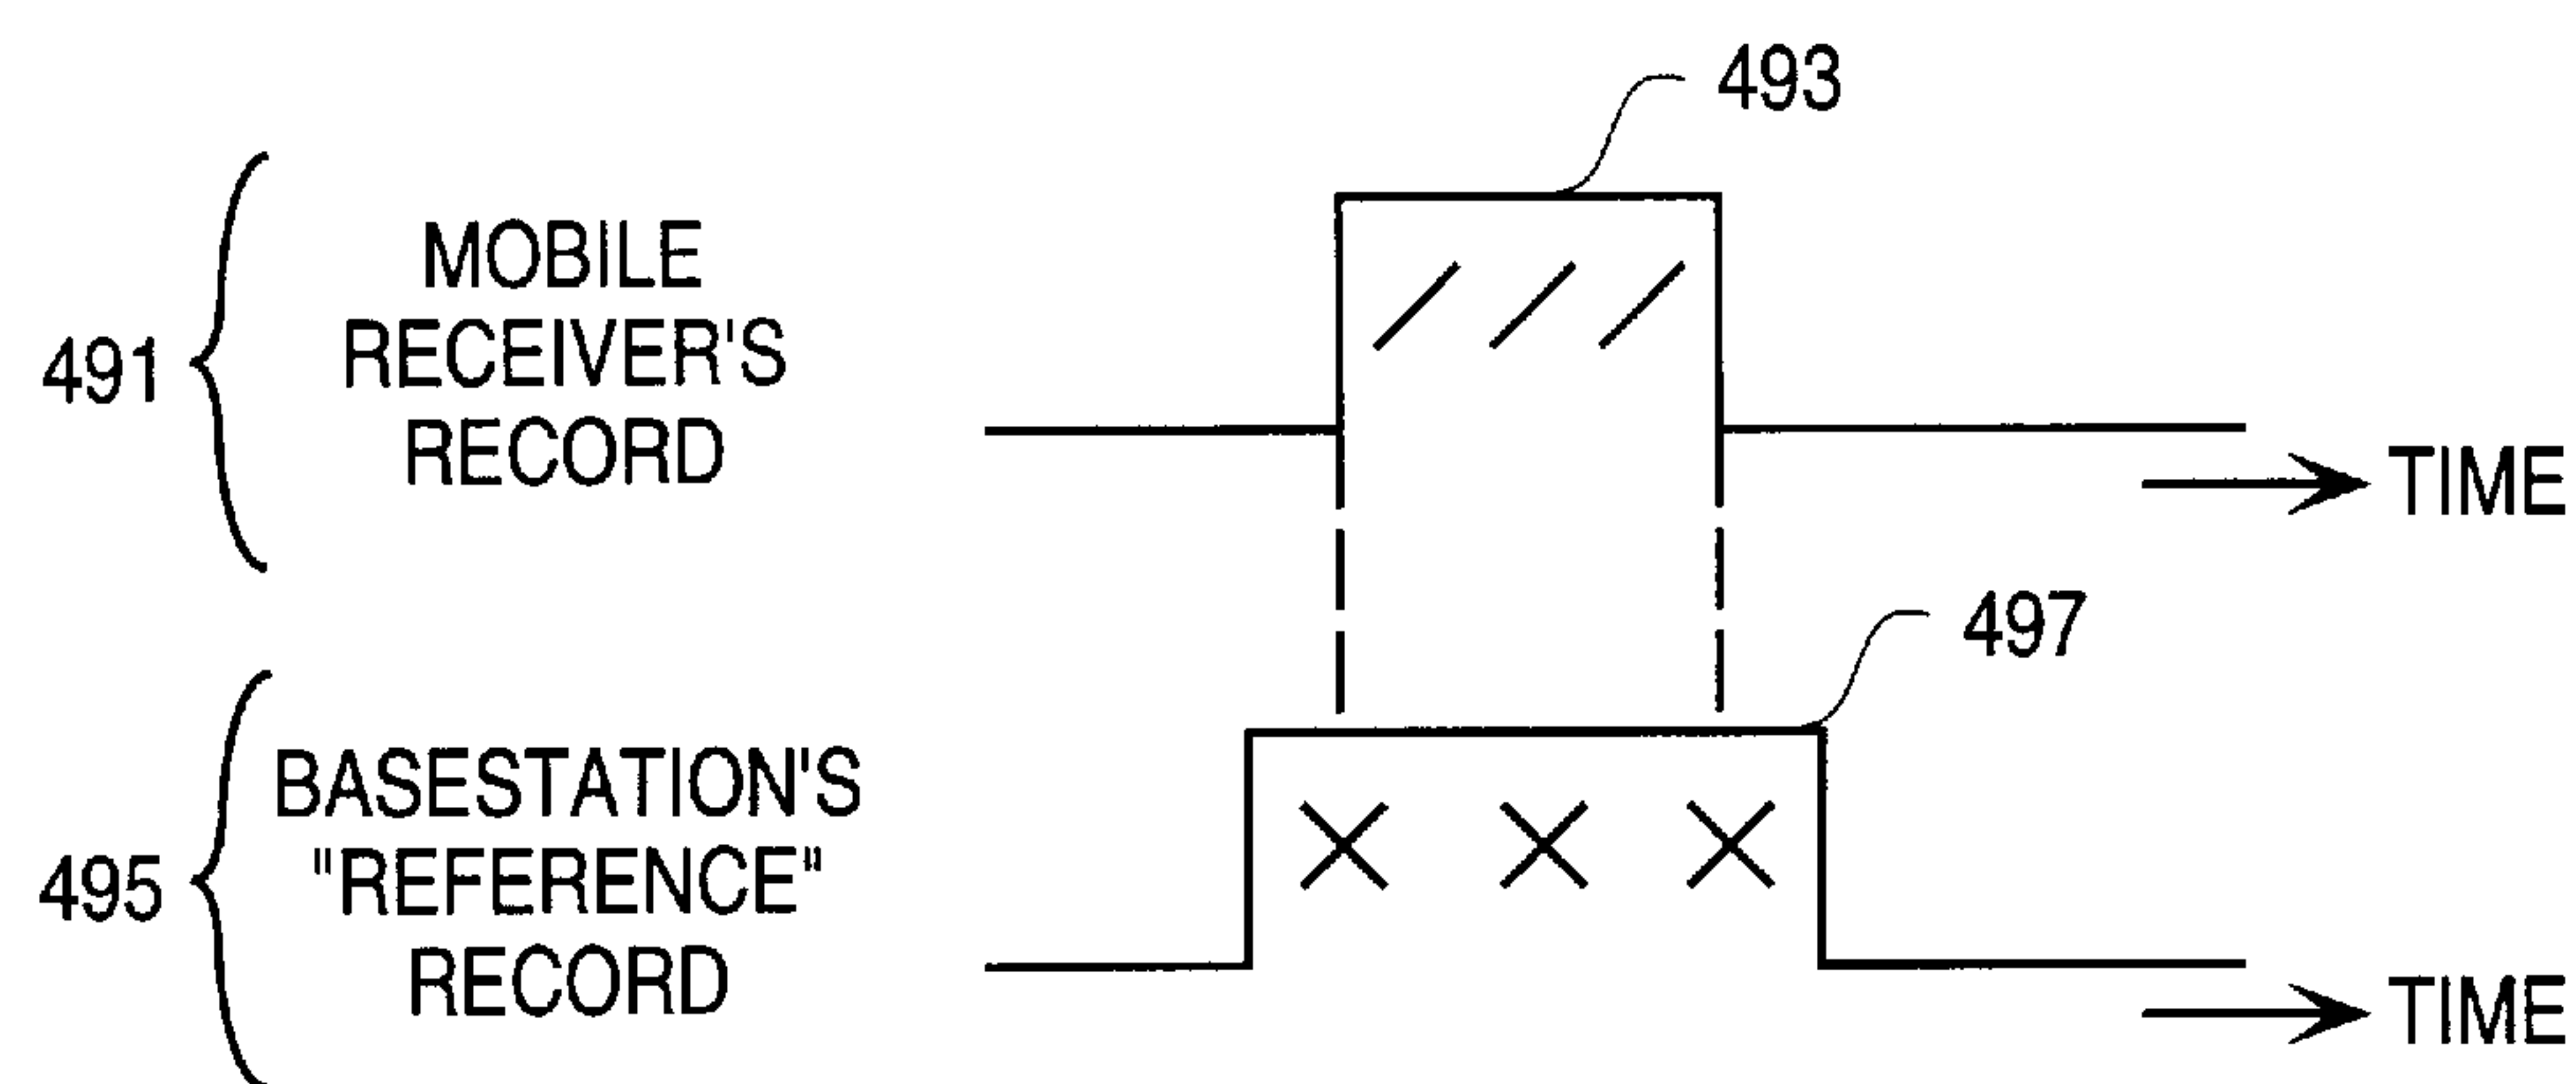 493
MOBILE
RECEIVER'S
RECORD
491
TIME
497
BASESTATION'S
"REFERENCE"
RECORD
495
TIME